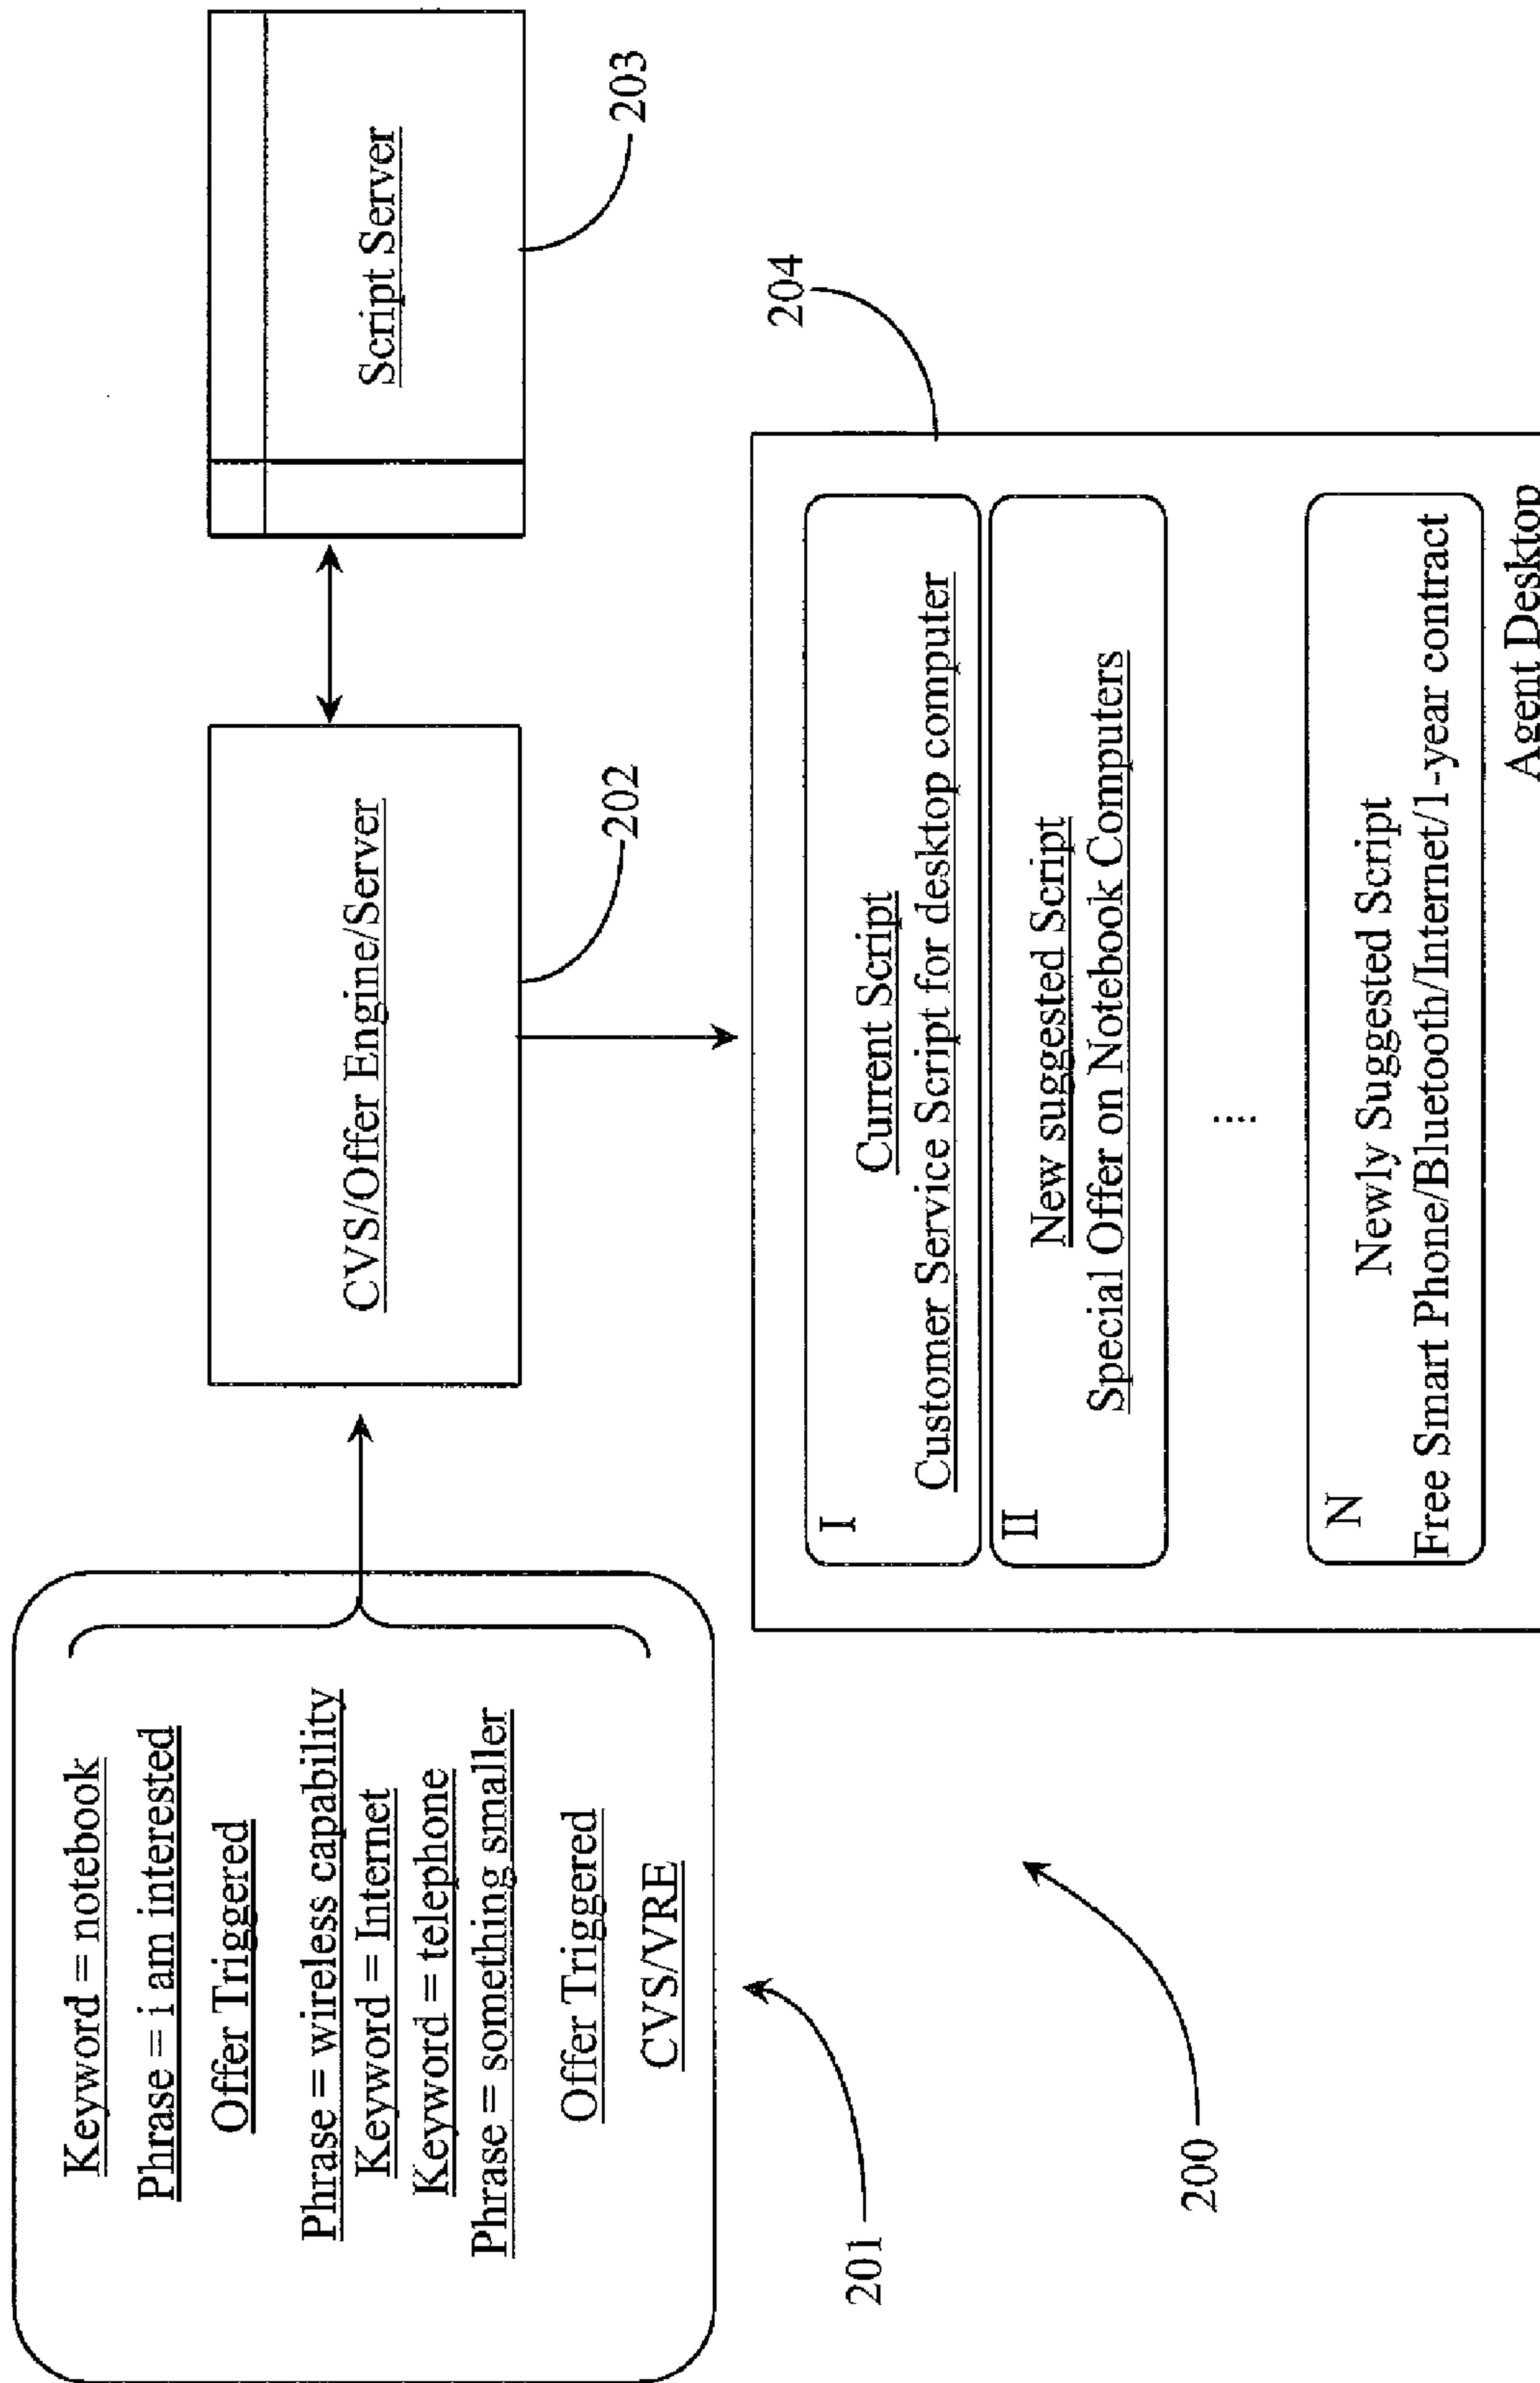 Keyword = notebook
Phrase = i am interested
Offer Triggered
Phrase = wireless capability
Keyword = Internet
Keyword = telephone
Phrase = something smaller
Offer Triggered
CVS/VRE
201
CVS/Offer Engine/Server
202
Script Server
203
204
I
Current Script
Customer Service Script for desktop computer
II
New suggested Script
Special Offer on Notebook Computers
....
N
Newly Suggested Script
Free Smart Phone/Bluetooth/Internet/1-year contract
Agent Desktop
200